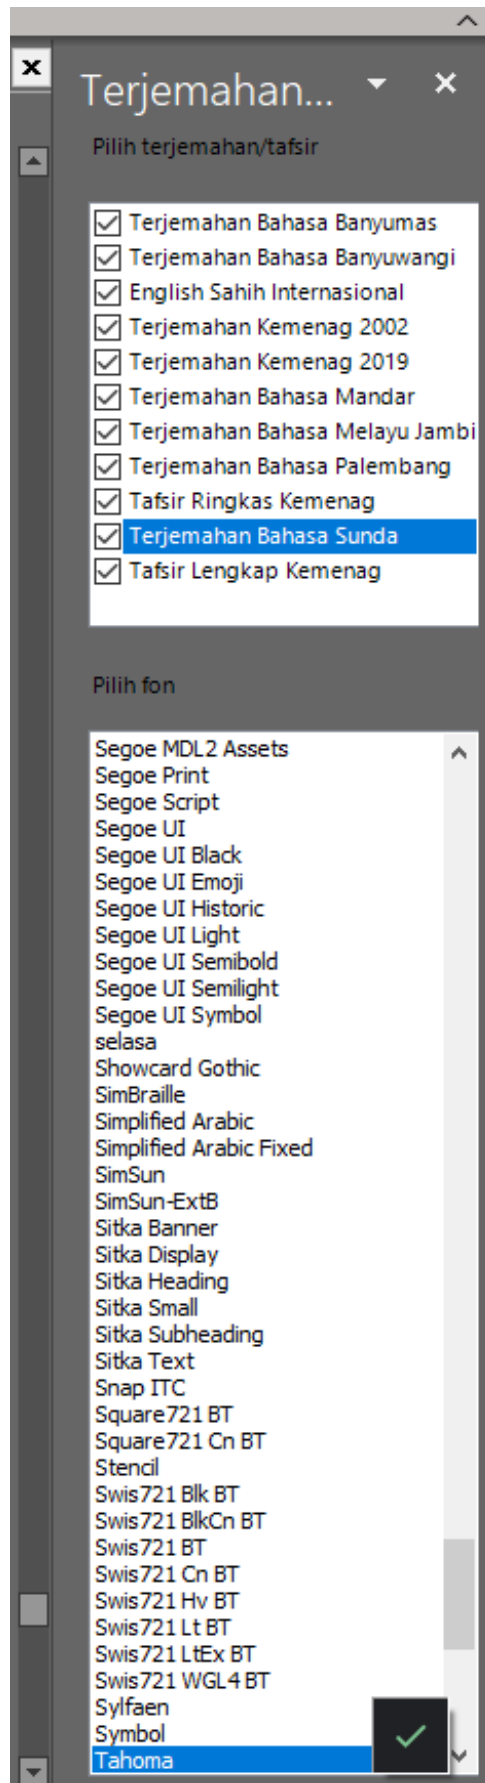 Terjemahan...
Pilih terjemahan/tafsir
Terjemahan Bahasa Banyumas
Terjemahan Bahasa Banyuwangi
English Sahih Internasional
Terjemahan Kemenag 2002
Terjemahan Kemenag 2019
Terjemahan Bahasa Mandar
Terjemahan Bahasa Melayu Jambi
Terjemahan Bahasa Palembang
Tafsir Ringkas Kemenag
Terjemahan Bahasa Sunda
Tafsir Lengkap Kemenag
Pilih fon
Segoe MDL2 Assets
Segoe Print
Segoe Script
Segoe UI
Segoe UI Black
Segoe UI Emoji
Segoe UI Historic
Segoe UI Light
Segoe UI Semibold
Segoe UI Semilight
Segoe UI Symbol
selasa
Showcard Gothic
SimBraille
Simplified Arabic
Simplified Arabic Fixed
SimSun
SimSun-ExtB
Sitka Banner
Sitka Display
Sitka Heading
Sitka Small
Sitka Subheading
Sitka Text
Snap ITC
Square721 BT
Square721 Cn BT
Stencil
Swis721 Blk BT
Swis721 BlkCn BT
Swis721 BT
Swis721 Cn BT
Swis721 Hv BT
Swis721 Lt BT
Swis721 LtEx BT
Swis721 WGL4 BT
Sylfaen
Symbol
Tahoma